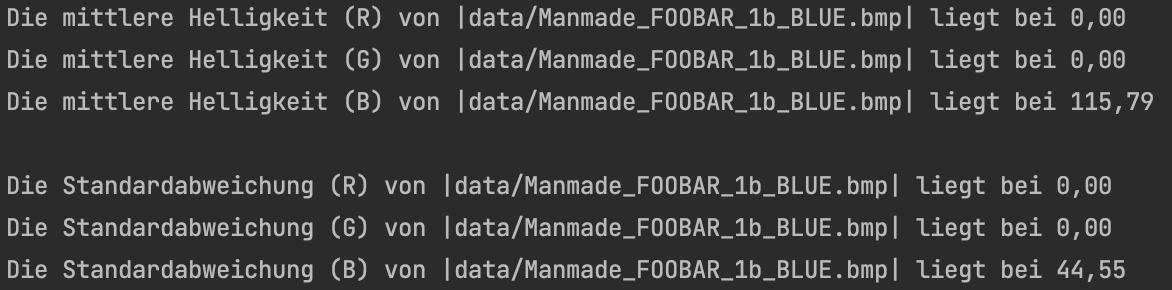 Die mittlere Helligkeit (R) von |data/Manmade_FOOBAR_1b_BLUE.bmp| liegt bei 0,00
Die mittlere Helligkeit (G) von |data/Manmade_FOOBAR_1b_BLUE.bmp| liegt bei 0,00
Die mittlere Helligkeit (B) von |data/Manmade_FOOBAR_1b_BLUE.bmp| liegt bei 115,79
Die Standardabweichung (R) von |data/Manmade_FOOBAR_1b_BLUE.bmp| liegt bei 0,00
Die Standardabweichung (G) von |data/Manmade_FOOBAR_1b_BLUE.bmp| liegt bei 0,00
Die Standardabweichung (B) von |data/Manmade_FOOBAR_1b_BLUE.bmp| liegt bei 44,55